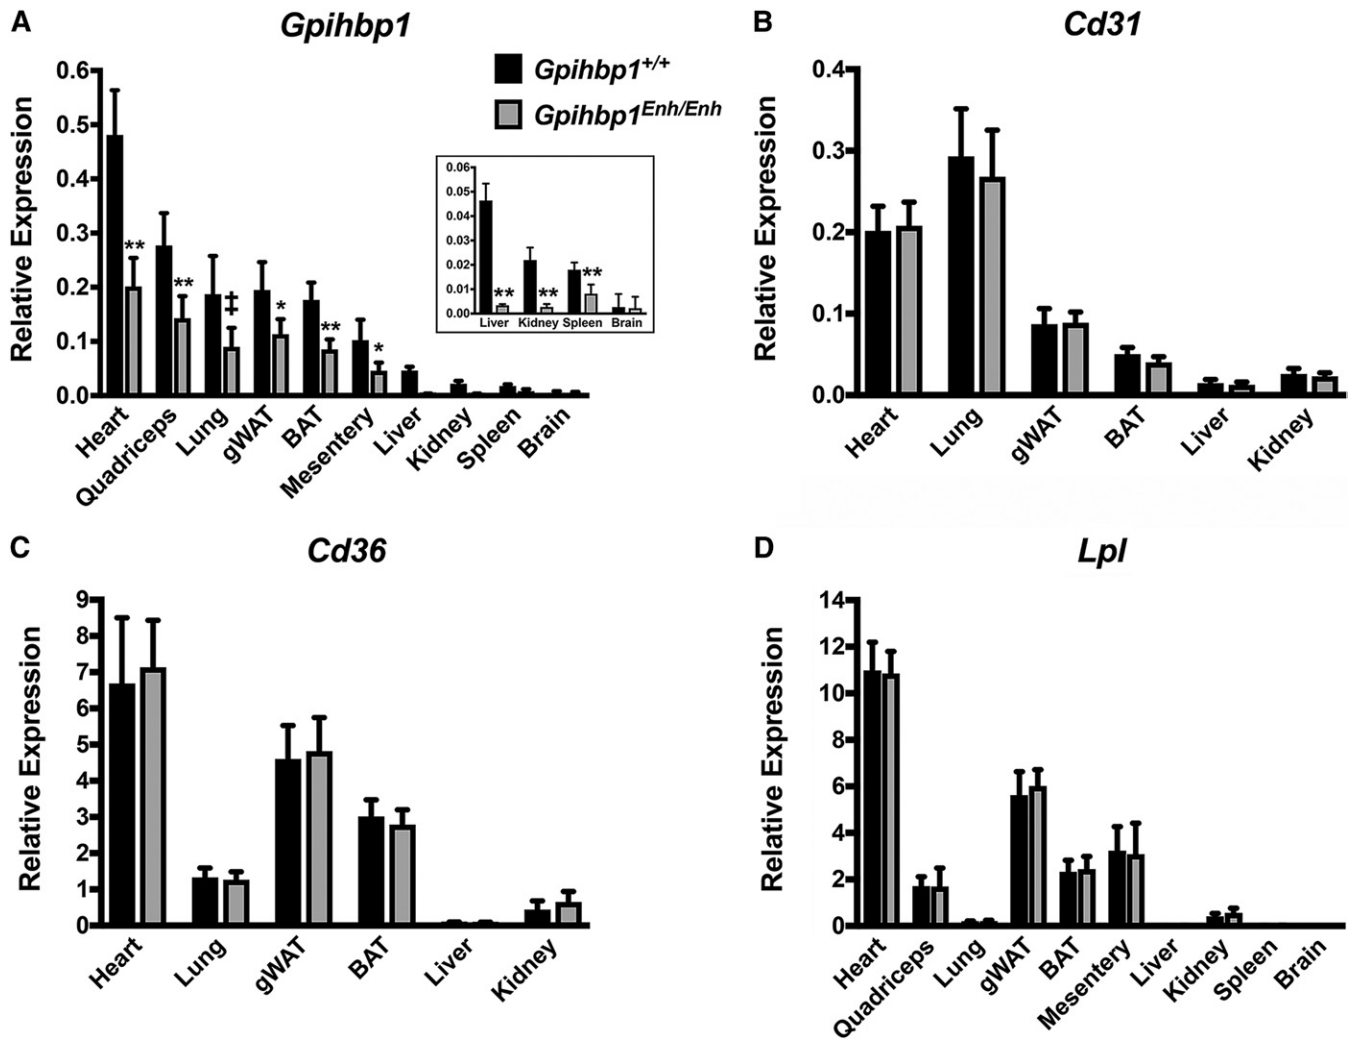 A
Gpihbp1
Gpihbp1+/+
Gpihbp1Enh/Enh
Relative Expression
0.6
0.5
0.4
0.3
0.2
0.1
0.0
**
**
‡
*
**
*
Heart
Quadriceps
Lung
gWAT
BAT
Mesentery
Liver
Kidney
Spleen
Brain
0.06
0.05
0.04
0.03
0.02
0.01
0.00
**
**
**
Liver Kidney Spleen Brain
B
Cd31
Relative Expression
0.4
0.3
0.2
0.1
0.0
Heart
Lung
gWAT
BAT
Liver
Kidney
C
Cd36
Relative Expression
9
8
7
6
5
4
3
2
1
0
Heart
Lung
gWAT
BAT
Liver
Kidney
D
Lpl
Relative Expression
14
12
10
8
6
4
2
0
Heart
Quadriceps
Lung
gWAT
BAT
Mesentery
Liver
Kidney
Spleen
Brain